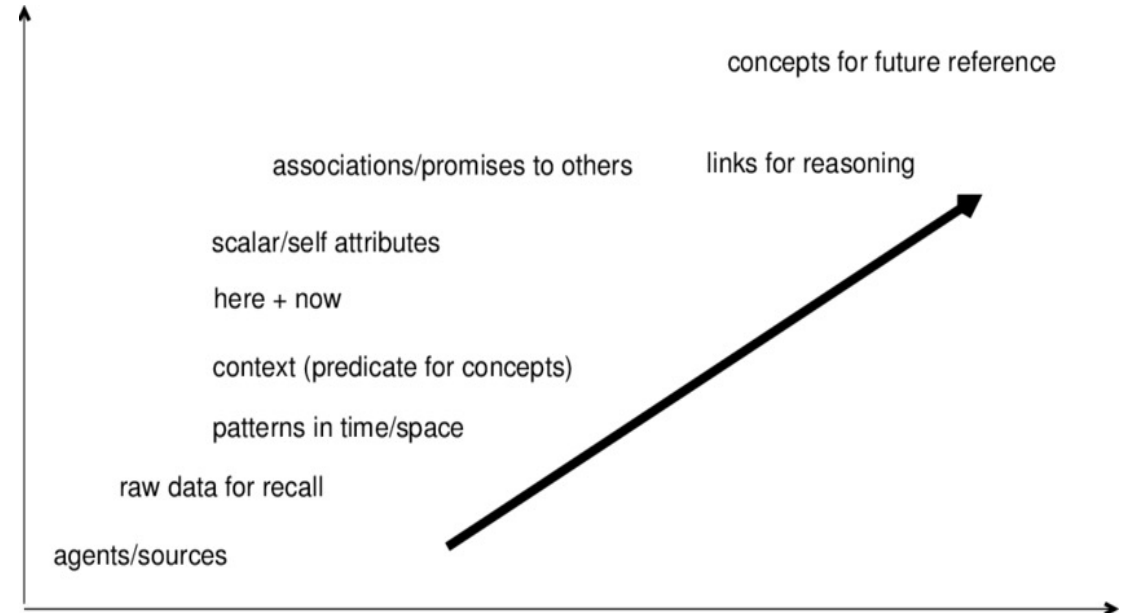 concepts for future reference
associations/promises to others
links for reasoning
scalar/self attributes
here + now
context (predicate for concepts)
patterns in time/space
raw data for recall
agents/sources